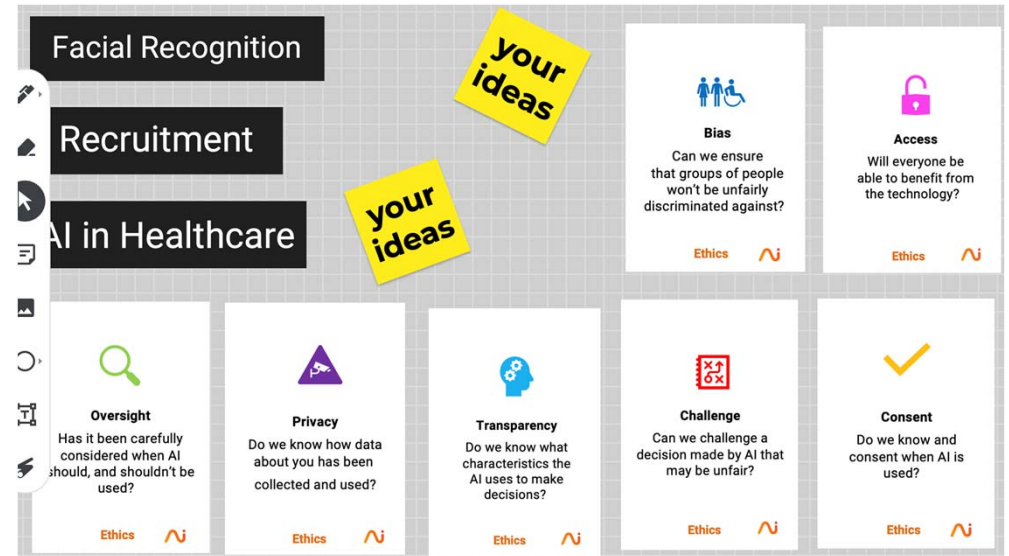 Facial Recognition
Recruitment
AI in Healthcare
your
ideas
your
ideas
Bias
Can we ensure
that groups of people
won't be unfairly
discriminated against?
Ethics
Access
Will everyone be
able to benefit from
the technology?
Ethics
Oversight
Has it been carefully
considered when AI
should, and shouldn't be
used?
Ethics
Privacy
Do we know how data
about you has been
collected and used?
Ethics
Transparency
Do we know what
characteristics the
AI uses to make
decisions?
Ethics
Challenge
Can we challenge a
decision made by AI that
may be unfair?
Ethics
Consent
Do we know and
consent when AI is
used?
Ethics